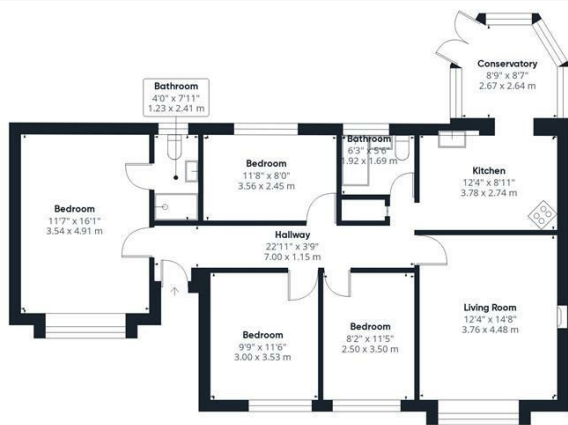 Conservatory
8'9" x 8'7"
2.67 x 2.64 m
Bathroom
4'0" x 7'11"
1.23 x 2.41 m
Bathroom
6'3" x 5'6"
1.92 x 1.69 m
Bedroom
11'8" x 8'0"
3.56 x 2.45 m
Kitchen
12'4" x 8'11"
3.78 x 2.74 m
Bedroom
11'7" x 16'1"
3.54 x 4.91 m
Hallway
22'11" x 3'9"
7.00 x 1.15 m
Living Room
12'4" x 14'8"
3.76 x 4.48 m
Bedroom
9'9" x 11'6"
3.00 x 3.53 m
Bedroom
8'2" x 11'5"
2.50 x 3.50 m